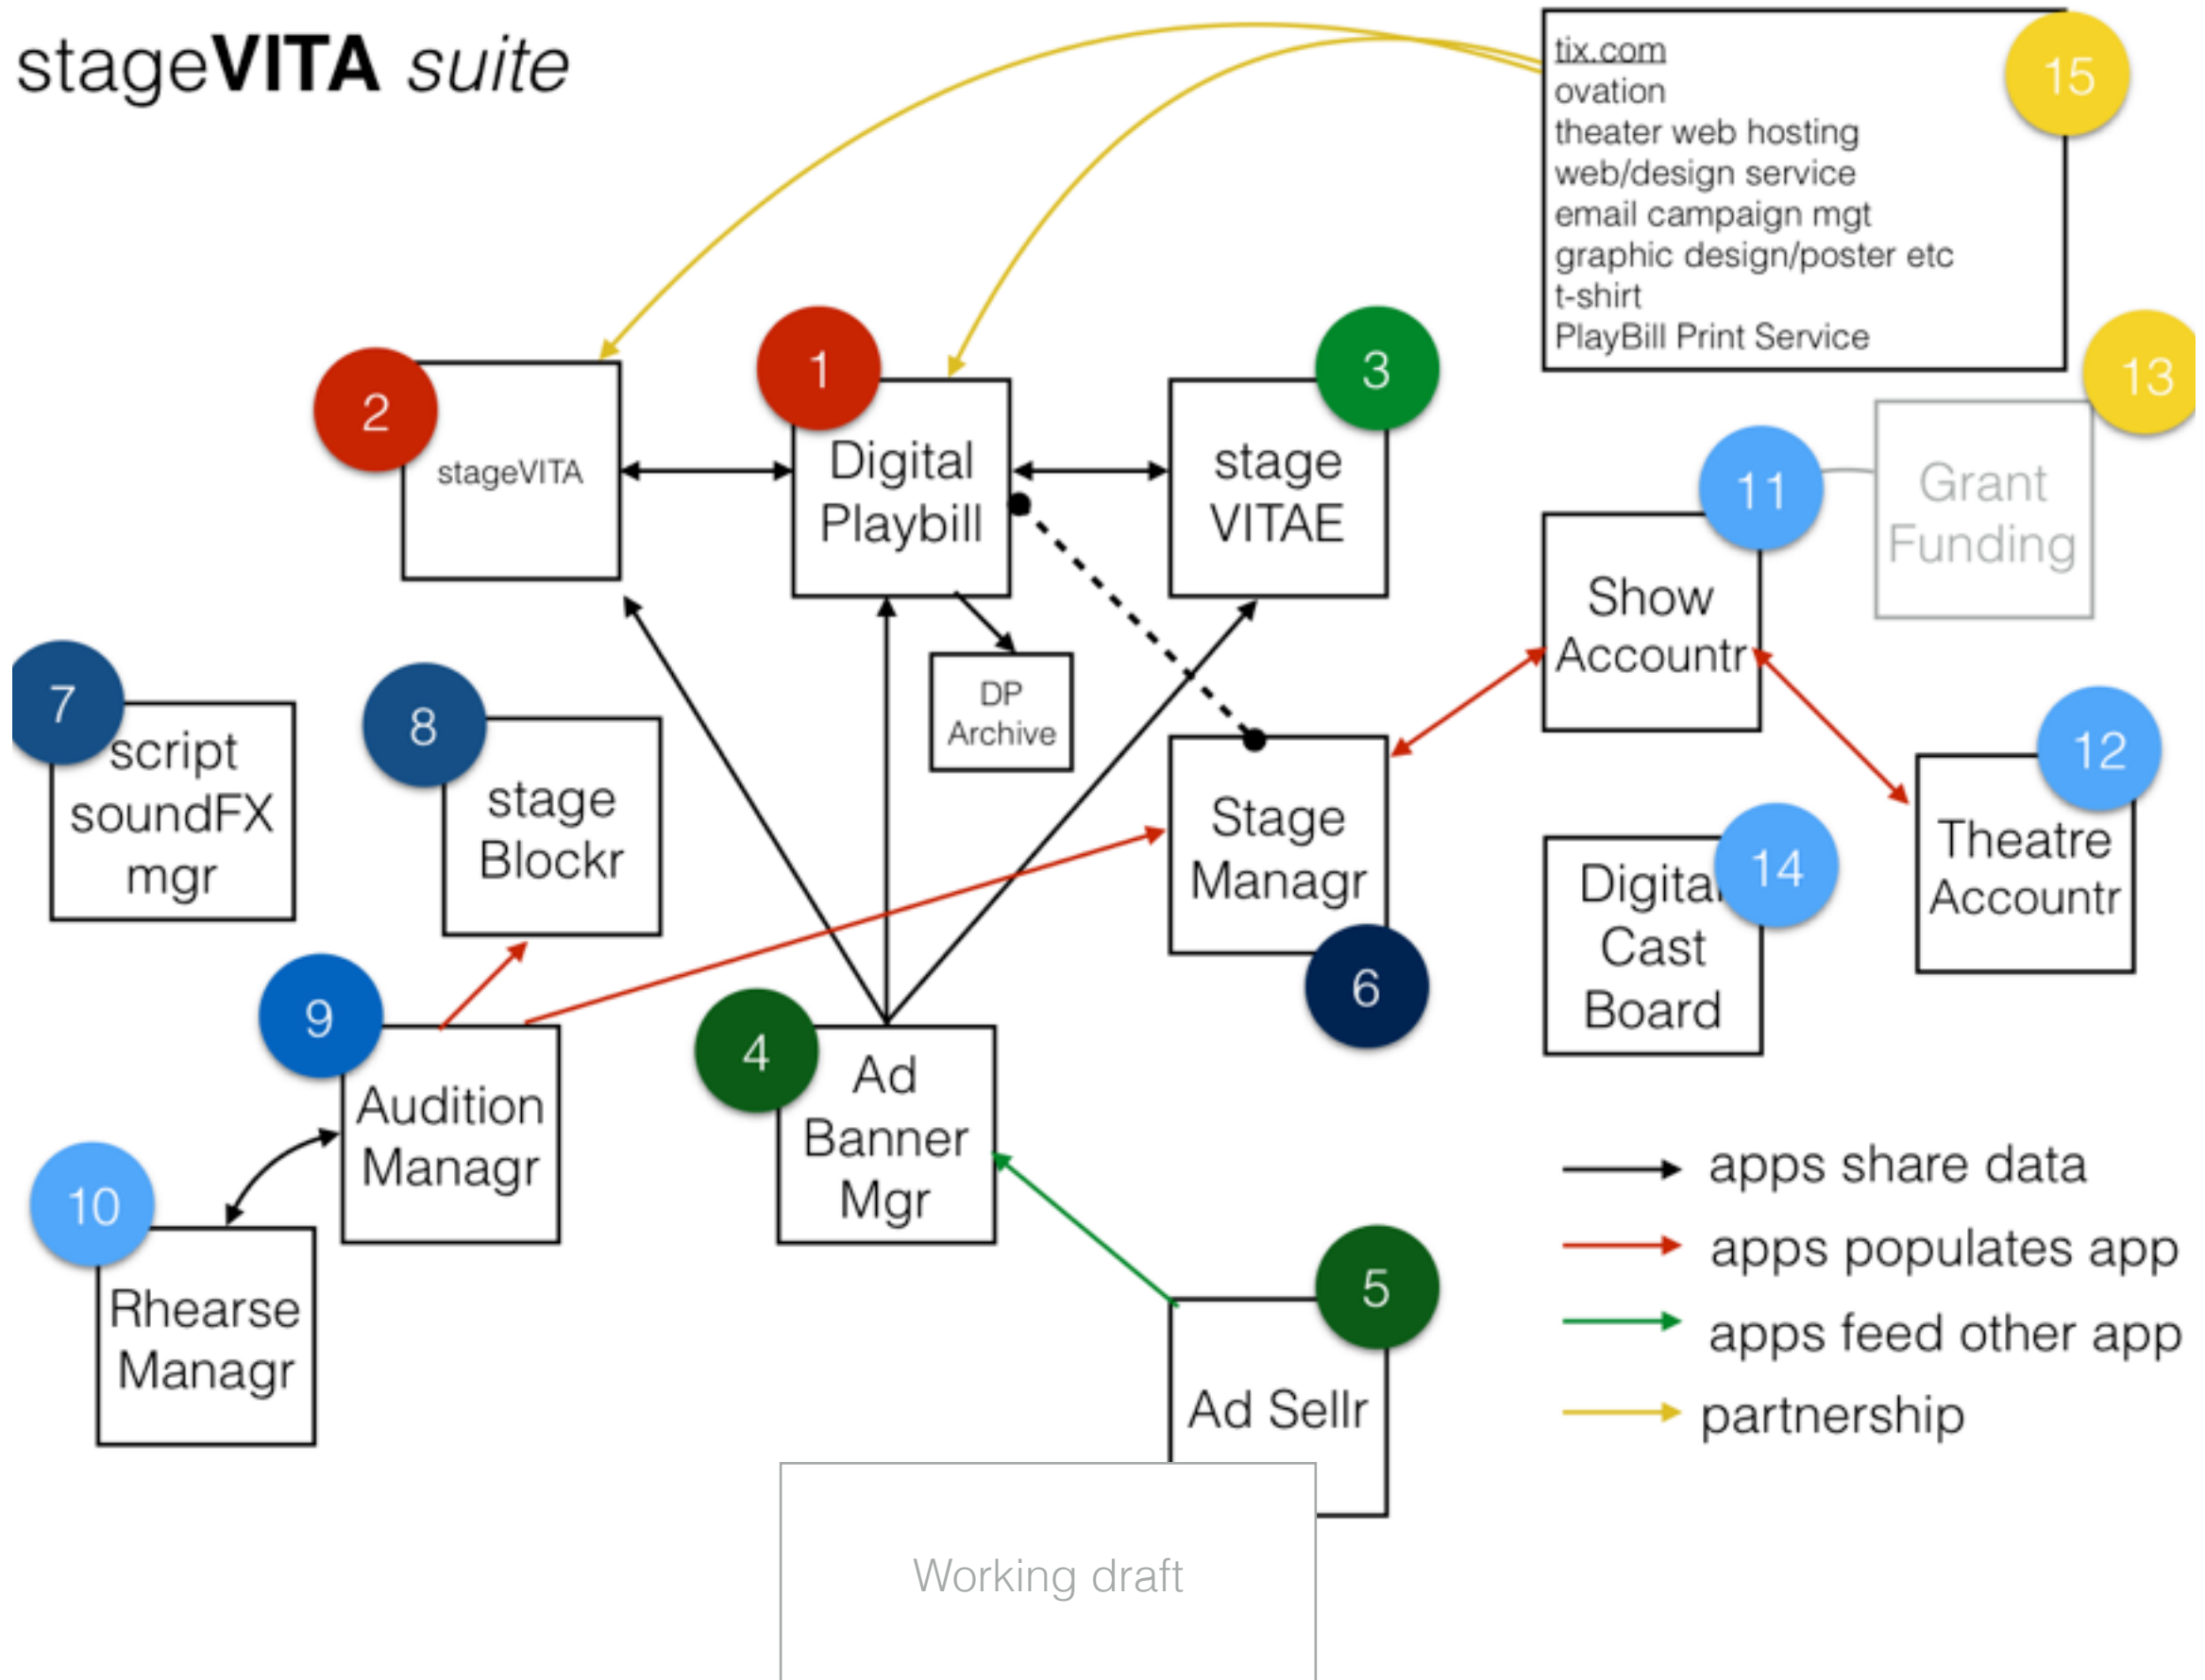 stageVITA suite
tix.com
ovation
theater web hosting
web/design service
email campaign mgt
graphic design/poster etc
t-shirt
PlayBill Print Service
15
13
2
stageVITA
1
Digital
Playbill
3
stage
VITAE
11
Show
Accountr
Grant
Funding
DP
Archive
7
script
soundFX
mgr
8
stage
Blockr
Stage
Managr
6
12
Theatre
Accountr
14
Digital
Cast
Board
9
Audition
Managr
4
Ad
Banner
Mgr
10
Rhearse
Managr
5
Ad Sellr
apps share data
apps populates app
apps feed other app
partnership
Working draft